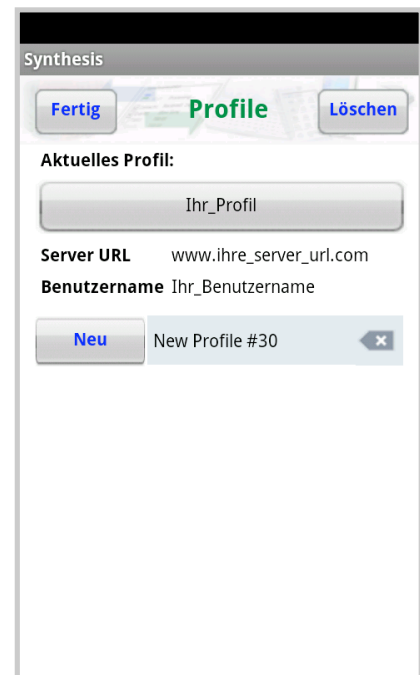 Synthesis
Fertig Profile Löschen
Aktuelles Profil:
Ihr_Profil
Server URL www.ihre_server_url.com
Benutzername Ihr_Benutzername
Neu New Profile #30